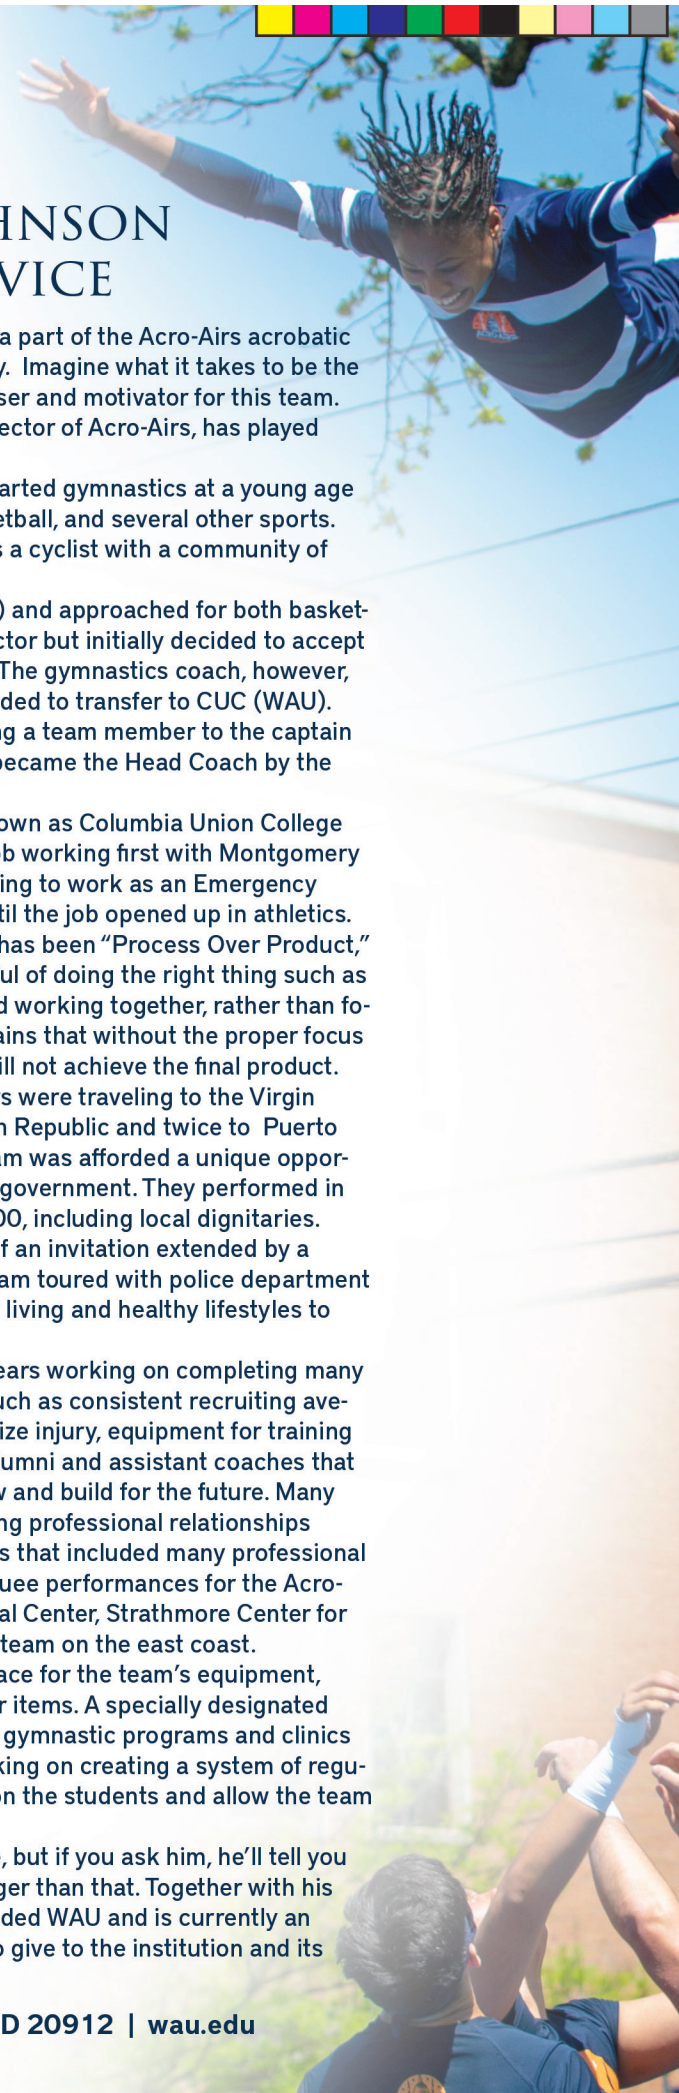 HNSON
VICE
a part of the Acro-Airs acrobatic
y. Imagine what it takes to be the
ser and motivator for this team.
ector of Acro-Airs, has played
arted gymnastics at a young age
etball, and several other sports.
s a cyclist with a community of
) and approached for both basket-
ctor but initially decided to accept
The gymnastics coach, however,
ded to transfer to CUC (WAU).
ng a team member to the captain
became the Head Coach by the
own as Columbia Union College
ob working first with Montgomery
ing to work as an Emergency
til the job opened up in athletics.
has been “Process Over Product,”
ul of doing the right thing such as
d working together, rather than fo-
ains that without the proper focus
ill not achieve the final product.
s were traveling to the Virgin
n Republic and twice to Puerto
am was afforded a unique oppor-
government. They performed in
00, including local dignitaries.
f an invitation extended by a
am toured with police department
living and healthy lifestyles to
ears working on completing many
uch as consistent recruiting ave-
ize injury, equipment for training
umni and assistant coaches that
w and build for the future. Many
ng professional relationships
s that included many professional
uee performances for the Acro-
al Center, Strathmore Center for
team on the east coast.
ace for the team’s equipment,
r items. A specially designated
gymnastic programs and clinics
king on creating a system of regu-
on the students and allow the team
, but if you ask him, he’ll tell you
ger than that. Together with his
ded WAU and is currently an
o give to the institution and its
D 20912 | wau.edu